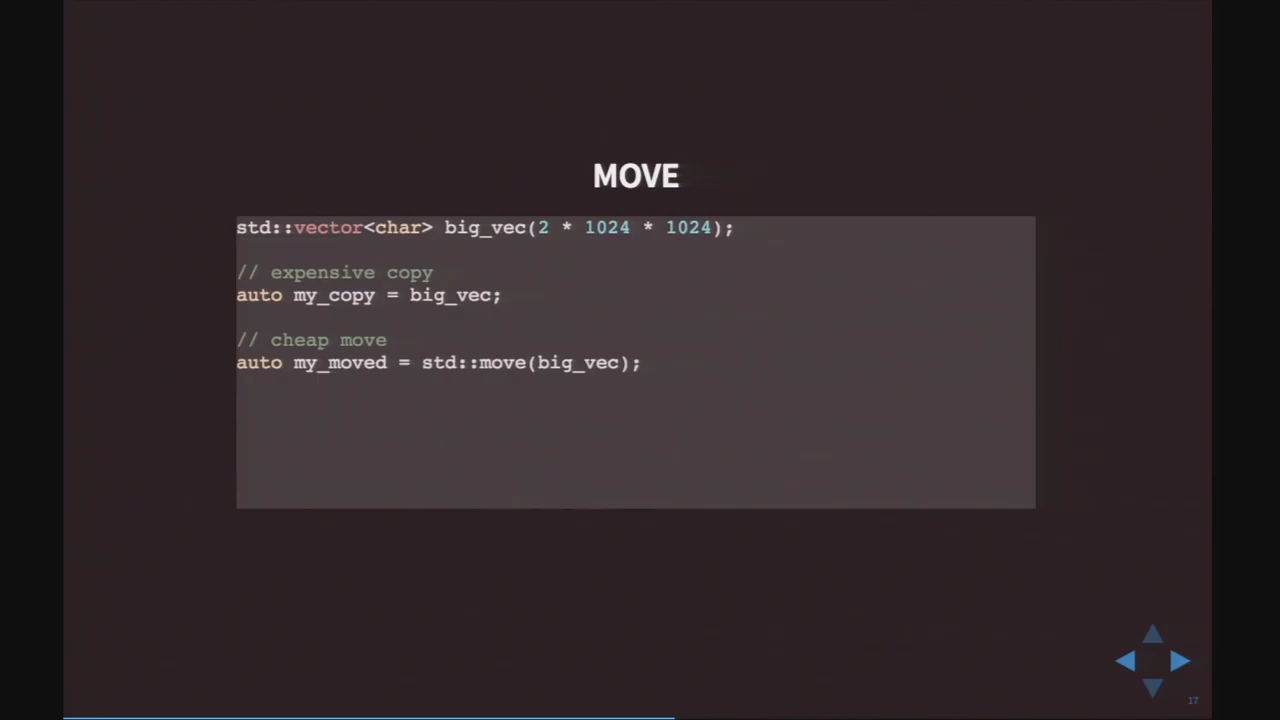 MOVE
std::vector<char> big_vec(2 * 1024 * 1024);
// expensive copy
auto my_copy = big_vec;
// cheap move
auto my_moved = std::move(big_vec);
17